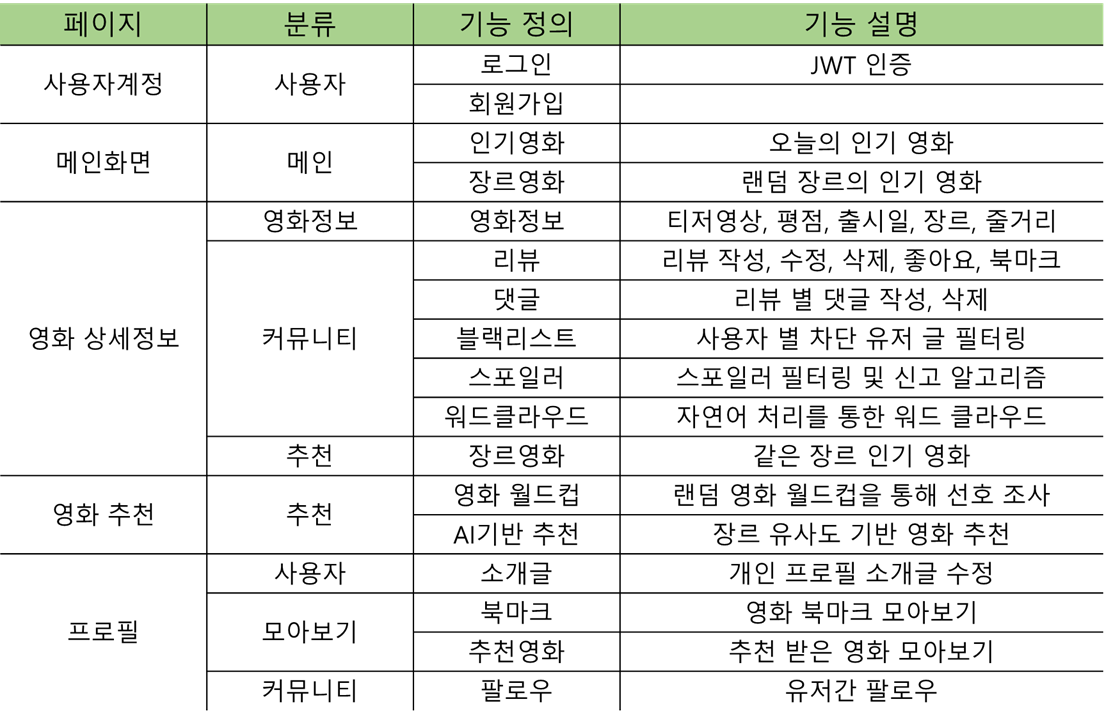 페이지 분류 기능 정의 기능 설명
사용자계정 사용자 로그인 JWT 인증
회원가입
메인화면 메인 인기영화 오늘의 인기 영화
장르영화 랜덤 장르의 인기 영화
영화 상세정보 영화정보 영화정보 티저영상, 평점, 출시일, 장르, 줄거리
커뮤니티 리뷰 리뷰 작성, 수정, 삭제, 좋아요, 북마크
댓글 리뷰 별 댓글 작성, 삭제
블랙리스트 사용자 별 차단 유저 글 필터링
스포일러 스포일러 필터링 및 신고 알고리즘
워드클라우드 자연어 처리를 통한 워드 클라우드
추천 장르영화 같은 장르 인기 영화
영화 추천 추천 영화 월드컵 랜덤 영화 월드컵을 통해 선호 조사
AI기반 추천 장르 유사도 기반 영화 추천
프로필 사용자 소개글 개인 프로필 소개글 수정
모아보기 북마크 영화 북마크 모아보기
추천영화 추천 받은 영화 모아보기
커뮤니티 팔로우 유저간 팔로우